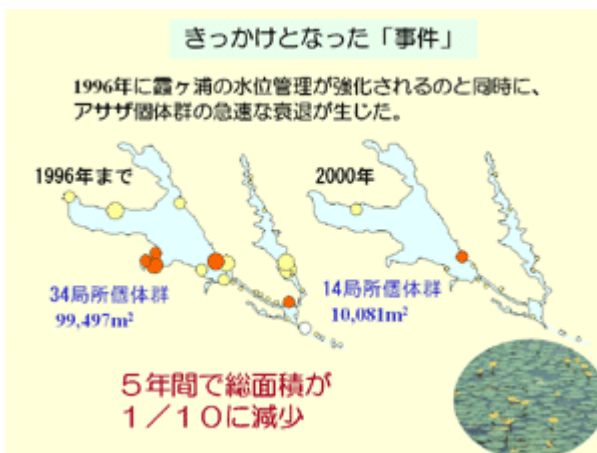 きっかけとなった「事件」
1996年に霞ヶ浦の水位管理が強化されるのと同時に、
アサザ個体群の急速な衰退が生じた。
1996年まで
2000年
34局所個体群
99,497m²
14局所個体群
10,081m²
５年間で総面積が
１／１０に減少